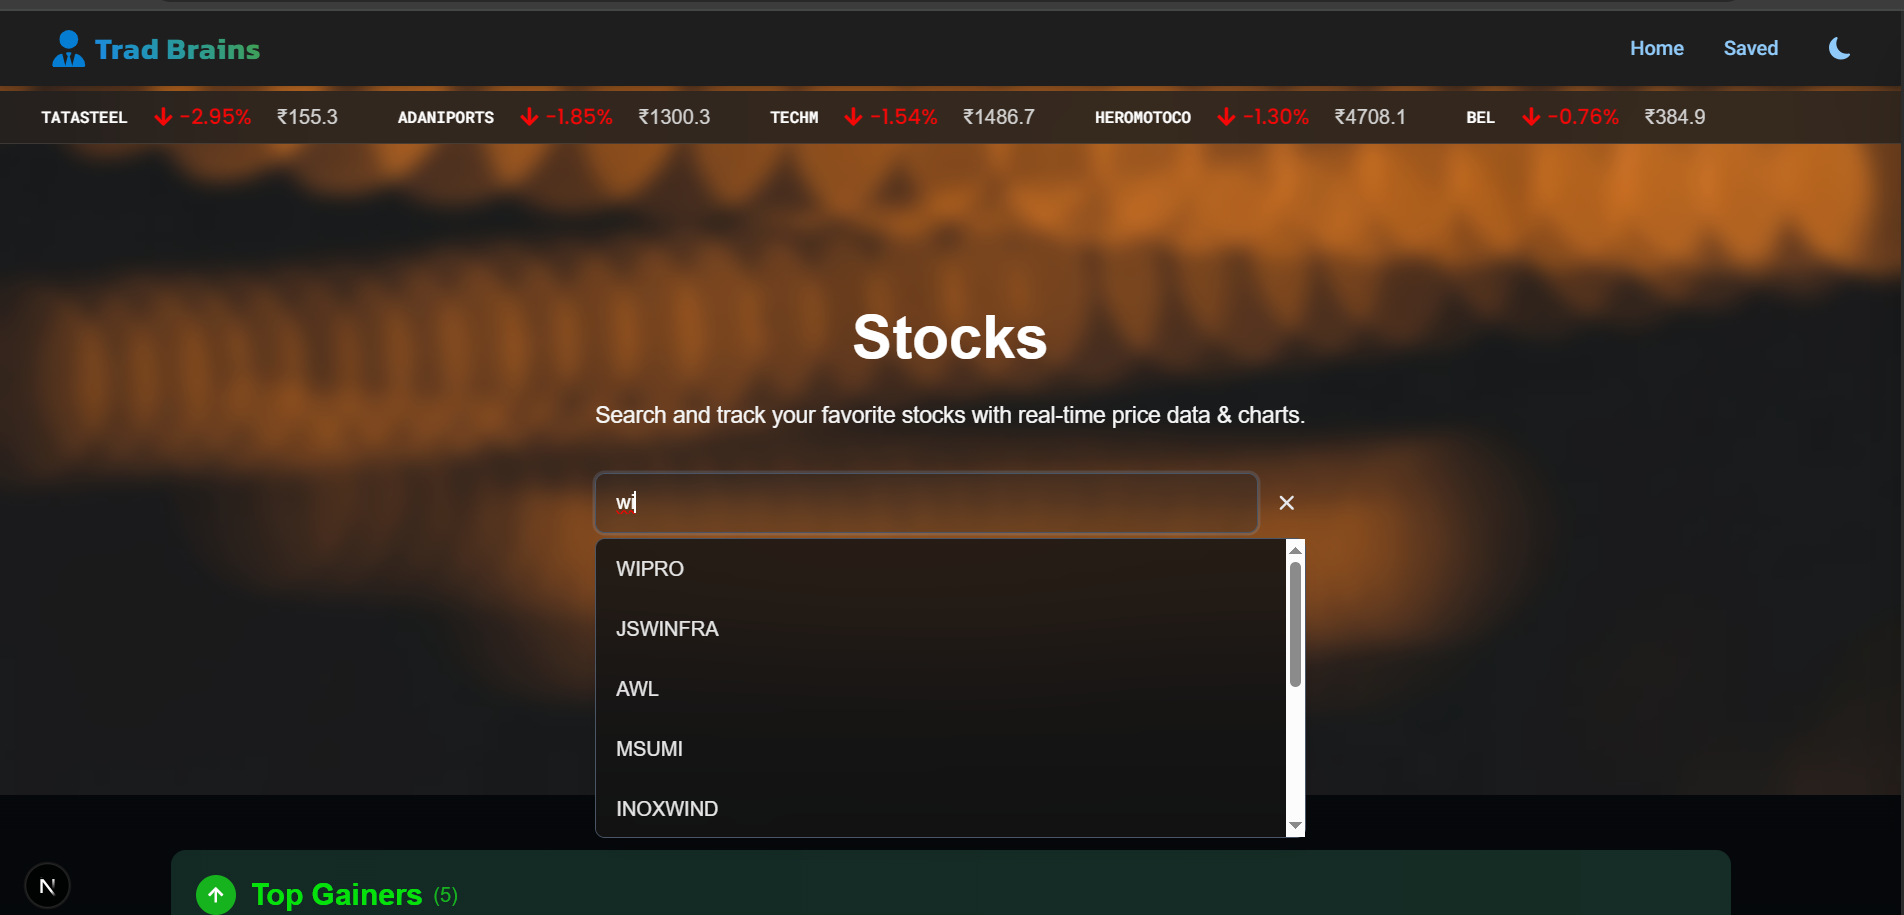 Trad Brains
Home Saved
TATASTEEL -2.95% ₹155.3 ADANIPORTS -1.85% ₹1300.3 TECHM -1.54% ₹1486.7 HEROMOTOCO -1.30% ₹4708.1 BEL -0.76% ₹384.9
Stocks
Search and track your favorite stocks with real-time price data & charts.
wi
WIPRO
JSWINFRA
AWL
MSUMI
INOXWIND
N
Top Gainers (5)